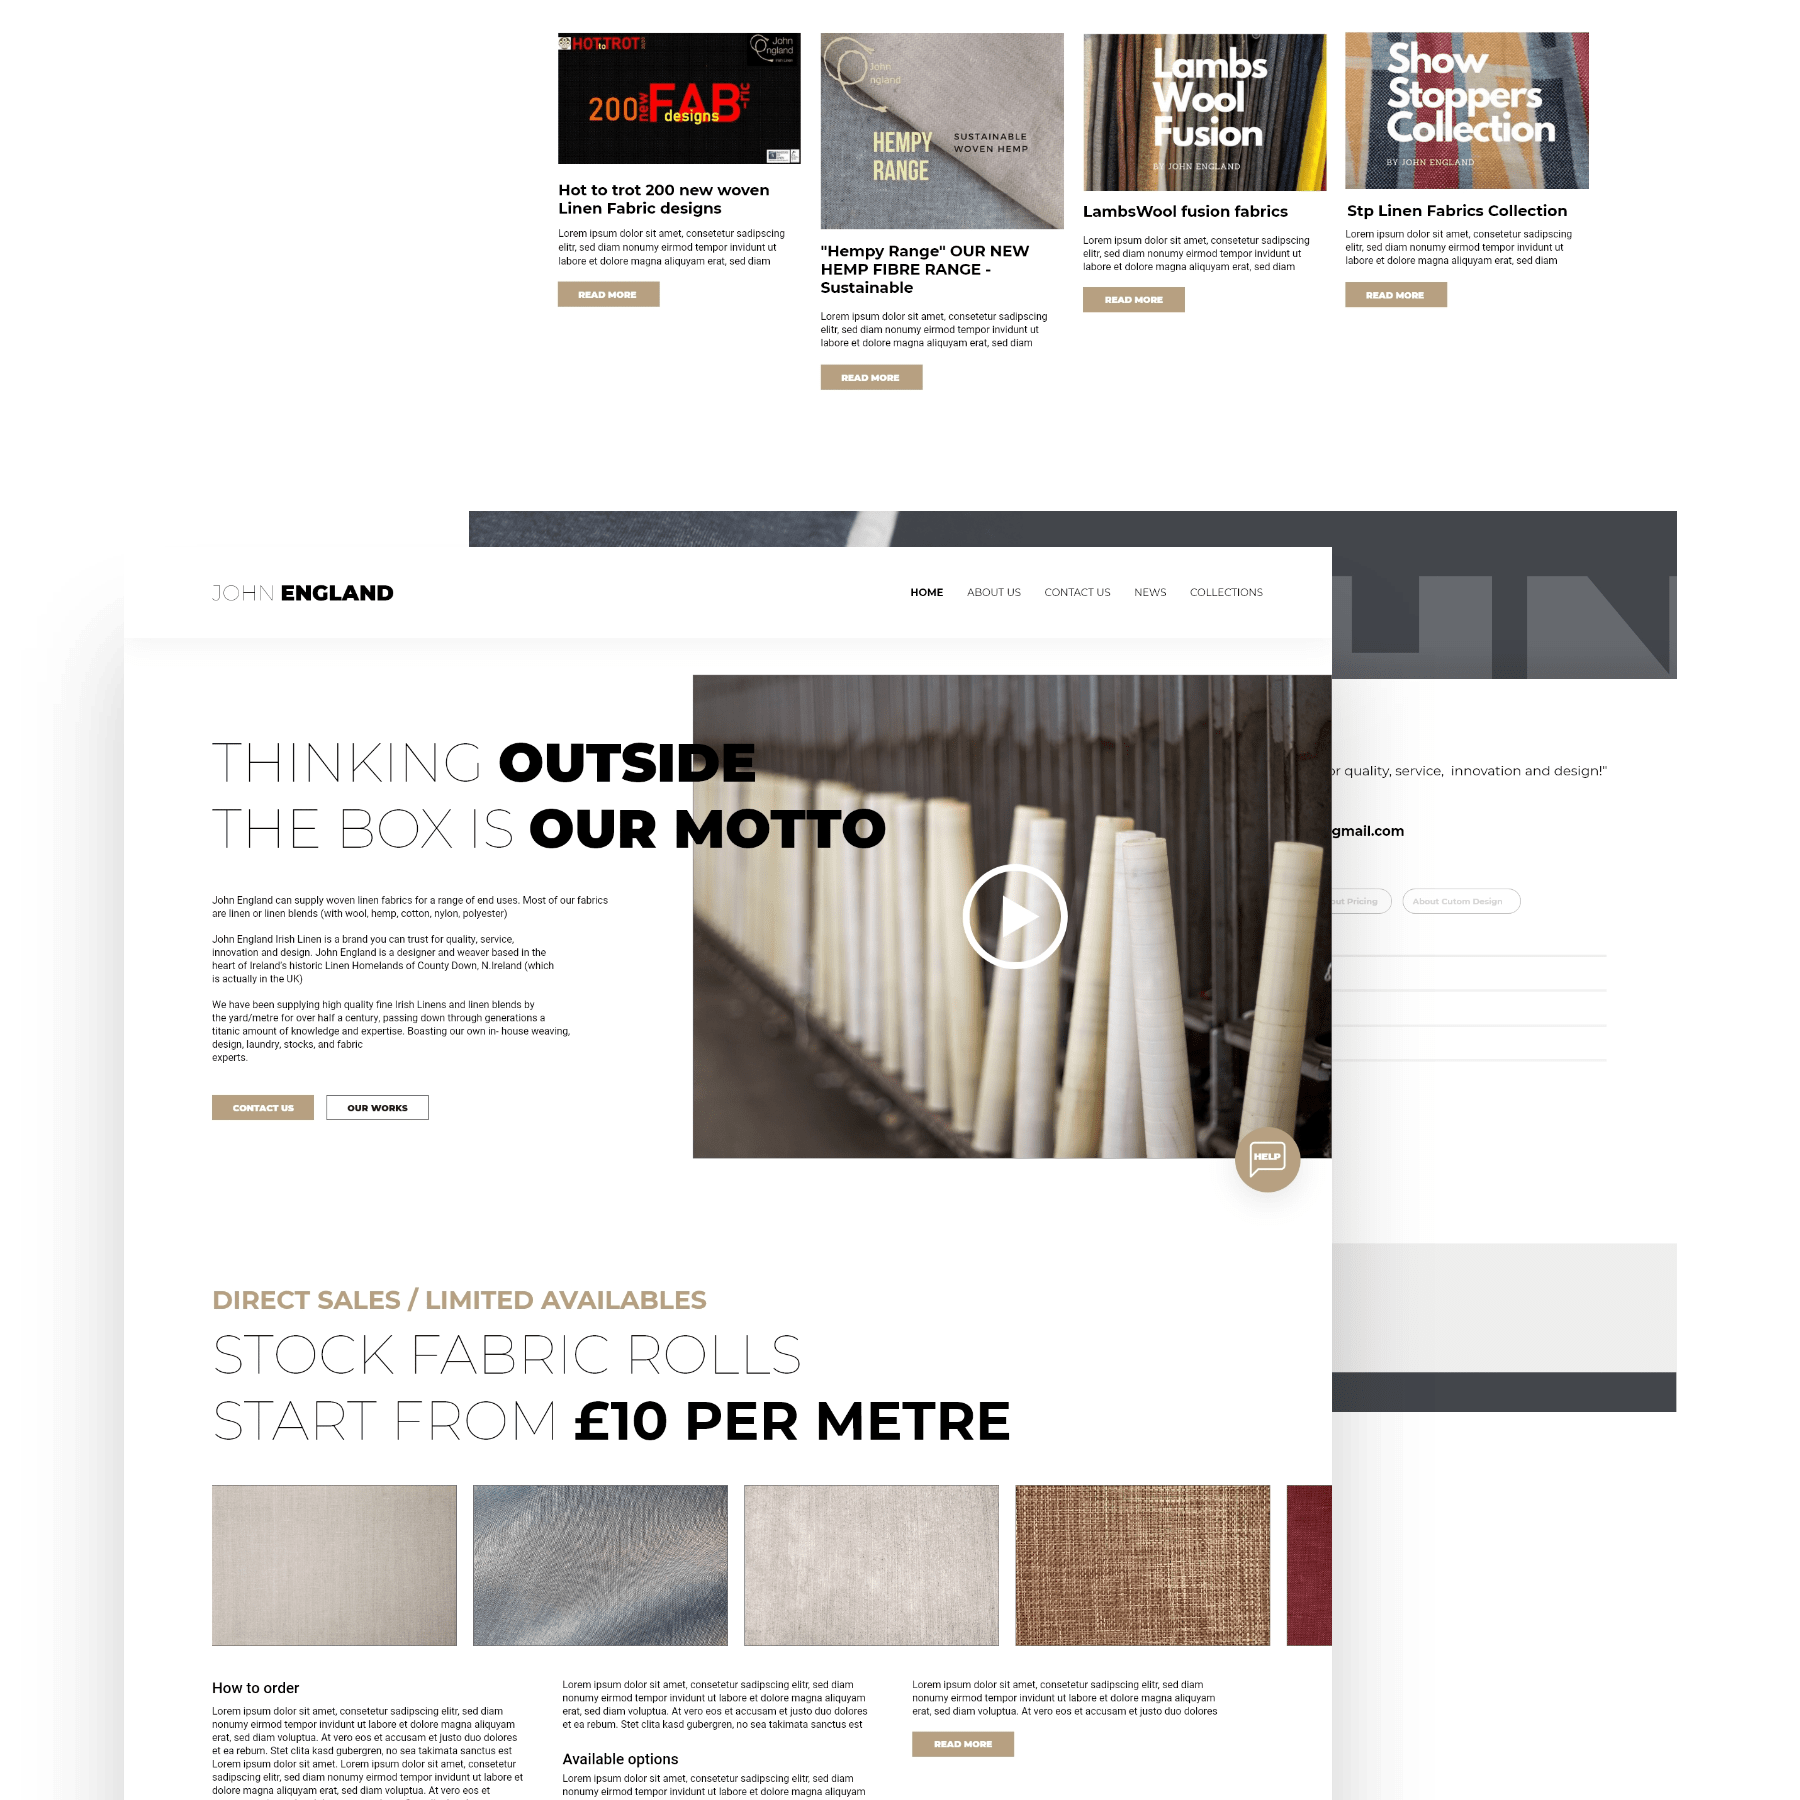 HOT to TROT
John
ngland
200 new FAB-ric
designs
Hot to trot 200 new woven
Linen Fabric designs
Lorem ipsum dolor sit amet, consetetur sadipscing
elitr, sed diam nonumy eirmod tempor invidunt ut
labore et dolore magna aliquyam erat, sed diam
READ MORE
John
ngland
HEMPY
RANGE
SUSTAINABLE
WOVEN HEMP
"Hempy Range" OUR NEW
HEMP FIBRE RANGE -
Sustainable
Lorem ipsum dolor sit amet, consetetur sadipscing
elitr, sed diam nonumy eirmod tempor invidunt ut
labore et dolore magna aliquyam erat, sed diam
READ MORE
Lambs
Wool
Fusion
BY JOHN ENGLAND
LambsWool fusion fabrics
Lorem ipsum dolor sit amet, consetetur sadipscing
elitr, sed diam nonumy eirmod tempor invidunt ut
labore et dolore magna aliquyam erat, sed diam
READ MORE
Show
Stoppers
Collection
BY JOHN ENGLAND
Stp Linen Fabrics Collection
Lorem ipsum dolor sit amet, consetetur sadipscing
elitr, sed diam nonumy eirmod tempor invidunt ut
labore et dolore magna aliquyam erat, sed diam
READ MORE
HN
JOHN ENGLAND
HOME ABOUT US CONTACT US NEWS COLLECTIONS
THINKING OUTSIDE
THE BOX IS OUR MOTTO
John England can supply woven linen fabrics for a range of end uses. Most of our fabrics
are linen or linen blends (with wool, hemp, cotton, nylon, polyester)
John England Irish Linen is a brand you can trust for quality, service,
innovation and design. John England is a designer and weaver based in the
heart of Ireland's historic Linen Homelands of County Down, N.Ireland (which
is actually in the UK)
We have been supplying high quality fine Irish Linens and linen blends by
the yard/metre for over half a century, passing down through generations a
titanic amount of knowledge and expertise. Boasting our own in- house weaving,
design, laundry, stocks, and fabric
experts.
CONTACT US
OUR WORKS
HELP
or quality, service, innovation and design!"
gmail.com
out Pricing
About Cutom Design
DIRECT SALES / LIMITED AVAILABLES
STOCK FABRIC ROLLS
START FROM £10 PER METRE
How to order
Lorem ipsum dolor sit amet, consetetur sadipscing elitr, sed diam
nonumy eirmod tempor invidunt ut labore et dolore magna aliquyam
erat, sed diam voluptua. At vero eos et accusam et justo duo dolores
et ea rebum. Stet clita kasd gubergren, no sea takimata sanctus est
Lorem ipsum dolor sit amet. Lorem ipsum dolor sit amet, consetetur
sadipscing elitr, sed diam nonumy eirmod tempor invidunt ut labore et
dolore magna aliquyam erat, sed diam voluptua. At vero eos et
Lorem ipsum dolor sit amet, consetetur sadipscing elitr, sed diam
nonumy eirmod tempor invidunt ut labore et dolore magna aliquyam
erat, sed diam voluptua. At vero eos et accusam et justo duo dolores
et ea rebum. Stet clita kasd gubergren, no sea takimata sanctus est
Available options
Lorem ipsum dolor sit amet, consetetur sadipscing elitr, sed diam
nonumy eirmod tempor invidunt ut labore et dolore magna aliquyam
Lorem ipsum dolor sit amet, consetetur sadipscing elitr, sed diam
nonumy eirmod tempor invidunt ut labore et dolore magna aliquyam
erat, sed diam voluptua. At vero eos et accusam et justo duo dolores
READ MORE